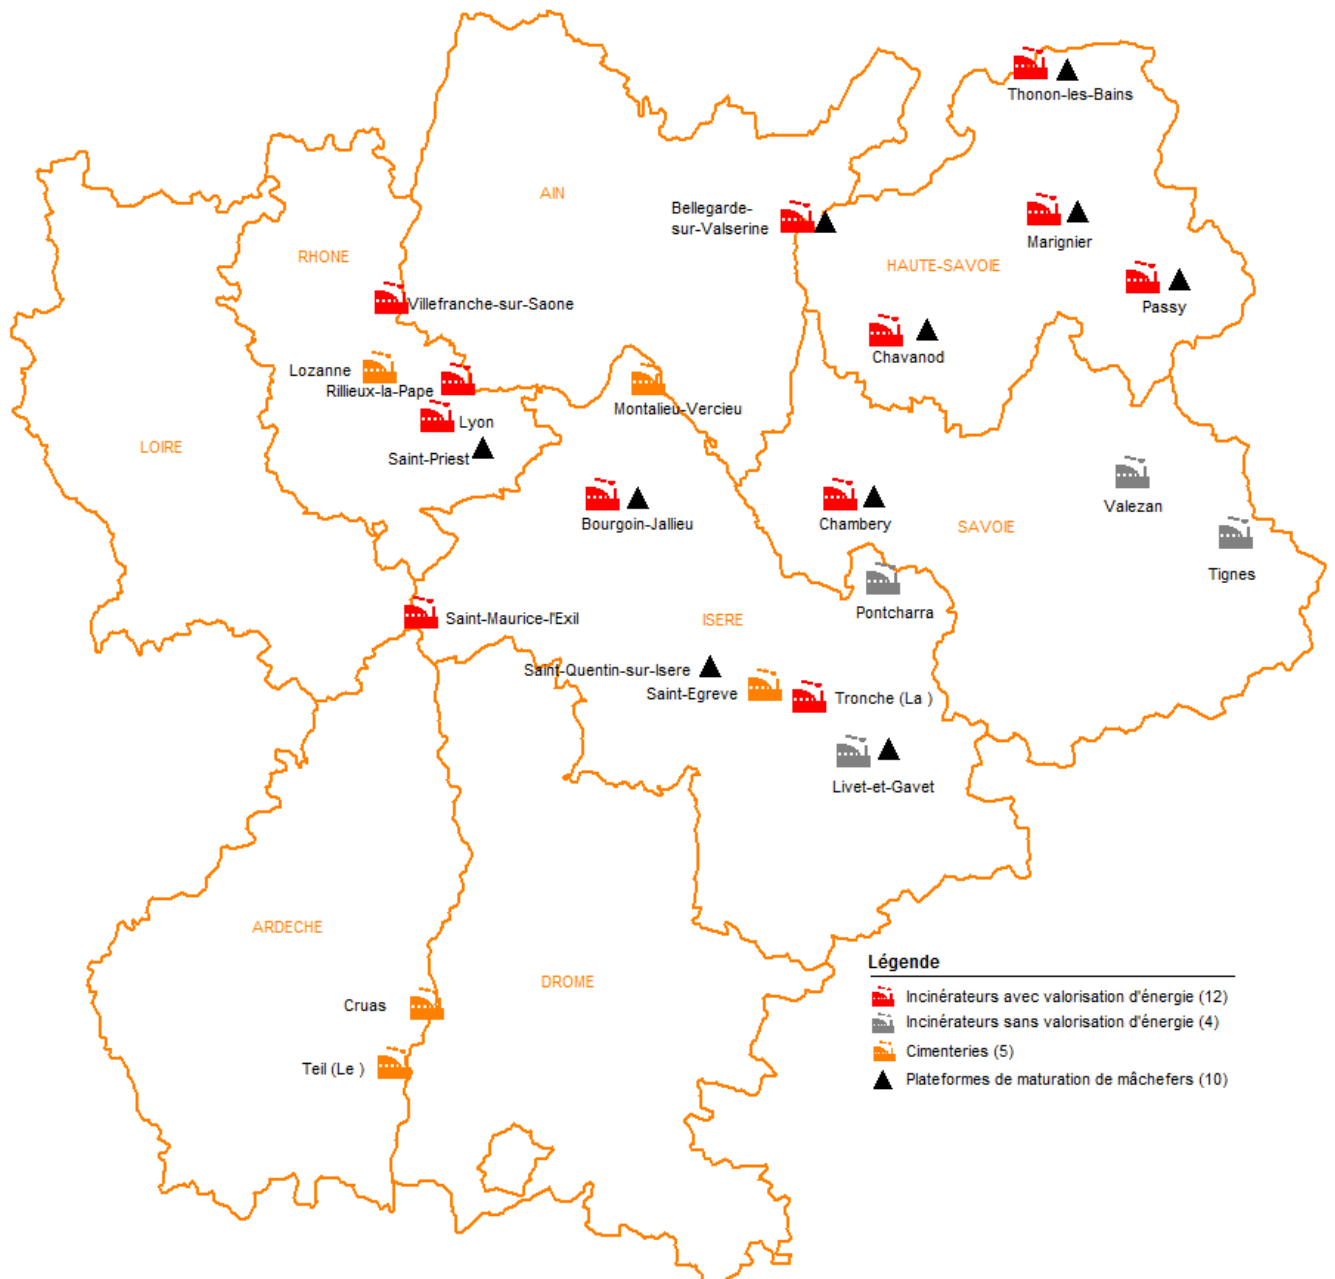 Thonon-les-Bains
AIN
Bellegarde-
sur-Valserine
Marignier
RHONE
HAUTE-SAVOIE
Villefranche-sur-Saone
Passy
Chavanod
Lozanne
Rillieux-la-Pape
Montalieu-Vercieu
Lyon
LOIRE
Saint-Priest
Valezan
Bourgoin-Jallieu
Chambery
SAVOIE
Tignes
Pontcharra
Saint-Maurice-l'Exil
ISERE
Saint-Quentin-sur-Isere
Saint-Egreve
Tronche (La )
Livet-et-Gavet
ARDECHE
DROME
Cruas
Teil (Le )
Légende
Incinérateurs avec valorisation d'énergie (12)
Incinérateurs sans valorisation d'énergie (4)
Cimenteries (5)
Plateformes de maturation de mâchefers (10)